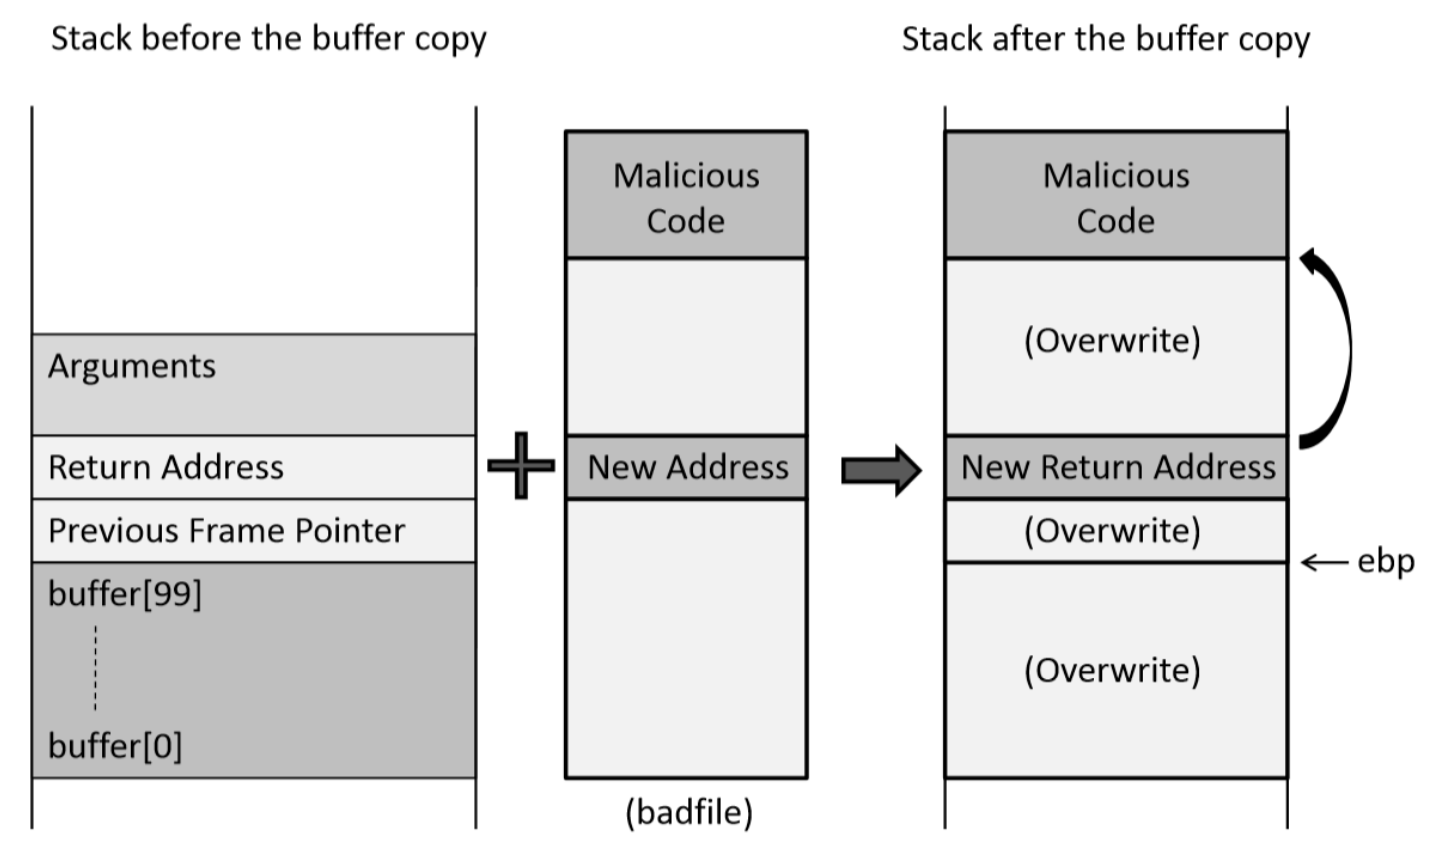 Stack before the buffer copy
Stack after the buffer copy
Arguments
Return Address
Previous Frame Pointer
buffer[99]
buffer[0]
Malicious
Code
New Address
(badfile)
Malicious
Code
(Overwrite)
New Return Address
(Overwrite)
ebp
(Overwrite)